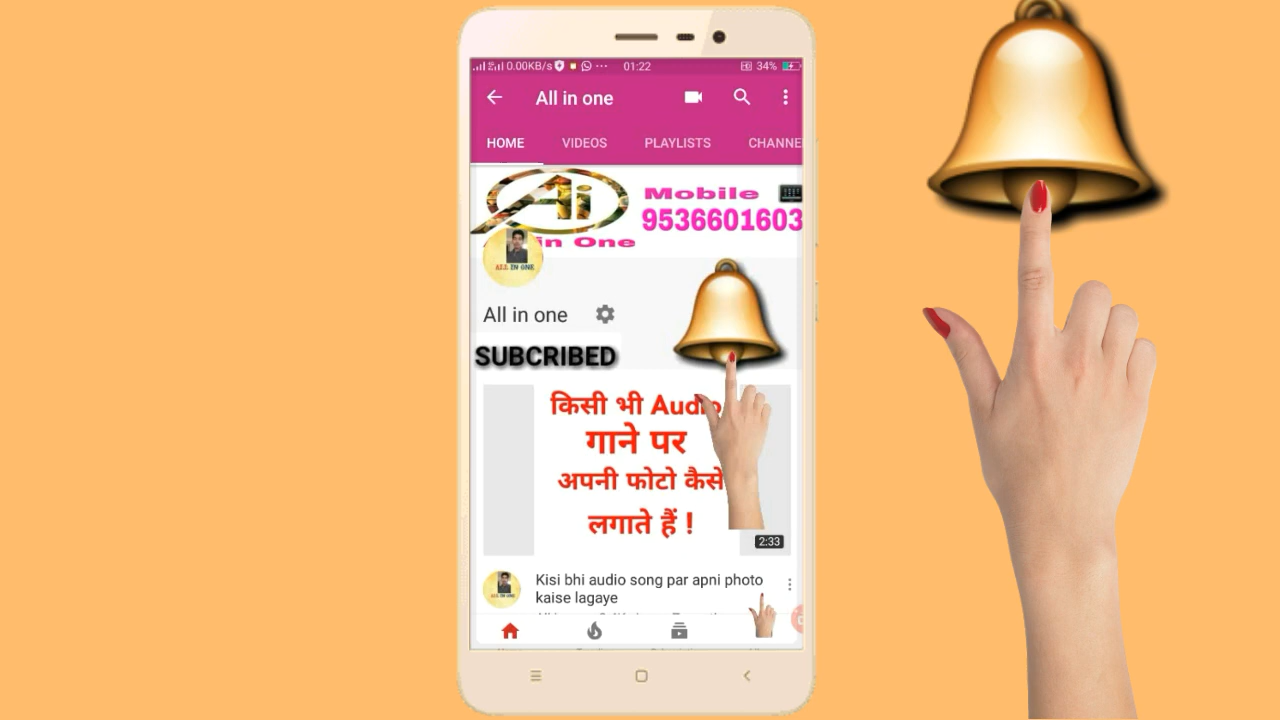 0.00KB/s 01:22 34%
All in one
HOME VIDEOS PLAYLISTS CHANNE
Ai
Mobile
9536601603
in One
ALL IN ONE
All in one
SUBCRIBED
किसी भी Audio
गाने पर
अपनी फोटो कैसे
लगाते हैं !
2:33
Kisi bhi audio song par apni photo
kaise lagaye